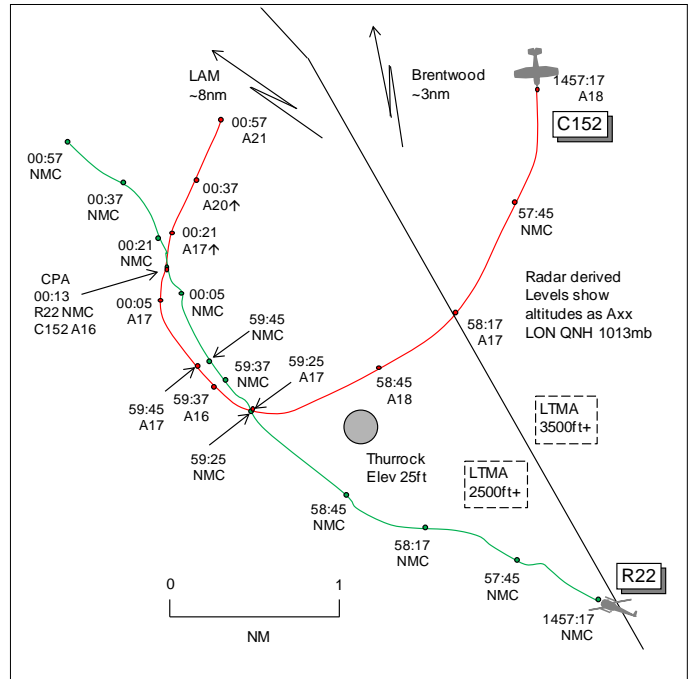 LAM
~8nm
Brentwood
~3nm
1457:17
A18
C152
00:57
A21
00:57
NMC
00:37
NMC
00:37
A20↑
57:45
NMC
00:21
NMC
00:21
A17↑
CPA
00:13
R22 NMC
C152 A16
00:05
A17
00:05
NMC
Radar derived
Levels show
altitudes as Axx
LON QNH 1013mb
58:17
A17
59:45
NMC
59:37
NMC
59:25
A17
58:45
A18
59:45
A17
59:37
A16
59:25
NMC
LTMA
3500ft+
Thurrock
Elev 25ft
LTMA
2500ft+
58:45
NMC
58:17
NMC
57:45
NMC
R22
1457:17
NMC
0
1
NM